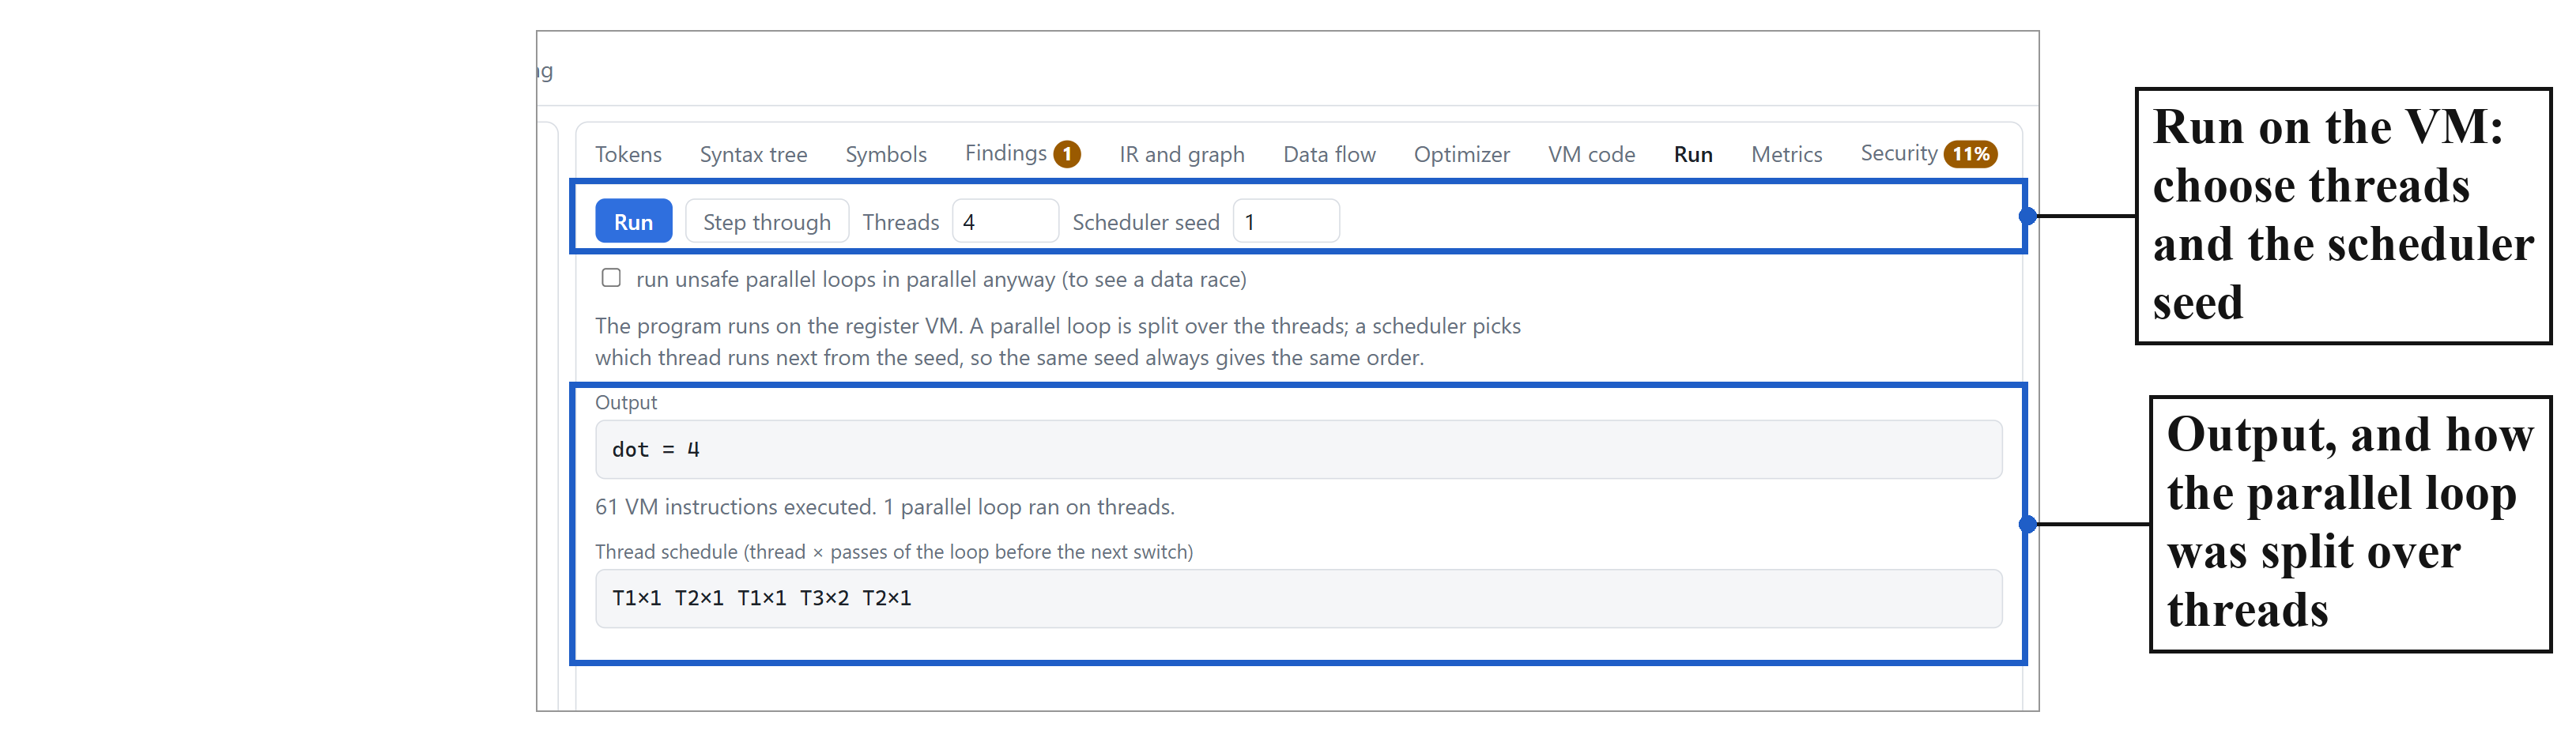 Tokens Syntax tree Symbols Findings 1 IR and graph Data flow Optimizer VM code Run Metrics Security 11%
Run Step through Threads 4 Scheduler seed 1
run unsafe parallel loops in parallel anyway (to see a data race)
The program runs on the register VM. A parallel loop is split over the threads; a scheduler picks
which thread runs next from the seed, so the same seed always gives the same order.
Output
dot = 4
61 VM instructions executed. 1 parallel loop ran on threads.
Thread schedule (thread × passes of the loop before the next switch)
T1×1 T2×1 T1×1 T3×2 T2×1
Run on the VM:
choose threads
and the scheduler
seed
Output, and how
the parallel loop
was split over
threads